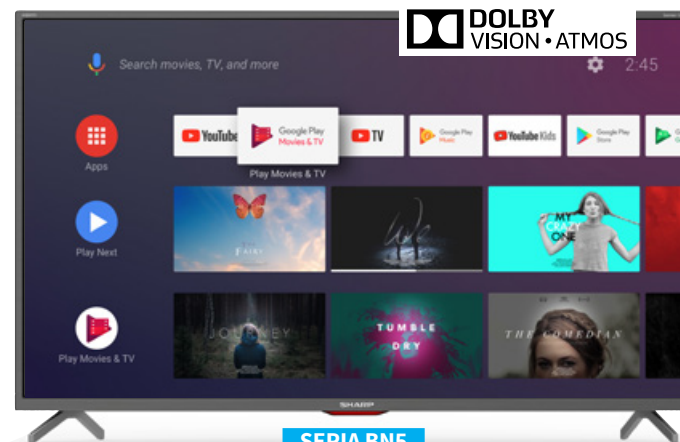 DOLBY
VISION • ATMOS
Search movies, TV, and more
2:45
YouTube
Google Play
Movies & TV
TV
Google Play
Music
YouTube Kids
Google Play
Store
Apps
Play Movies & TV
Play Next
THE
FAIRY
We
MY
CRAZY
ONE
JOURNEY
TUMBLE
DRY
THE COMEDIAN
Play Movies & TV
SHARP
SERIA BN5